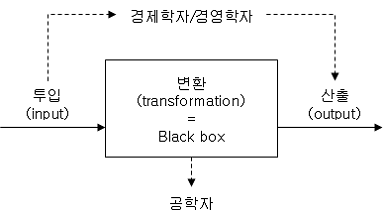 경제학자/경영학자
투입
(input)
변환
(transformation)
=
Black box
산출
(output)
공학자